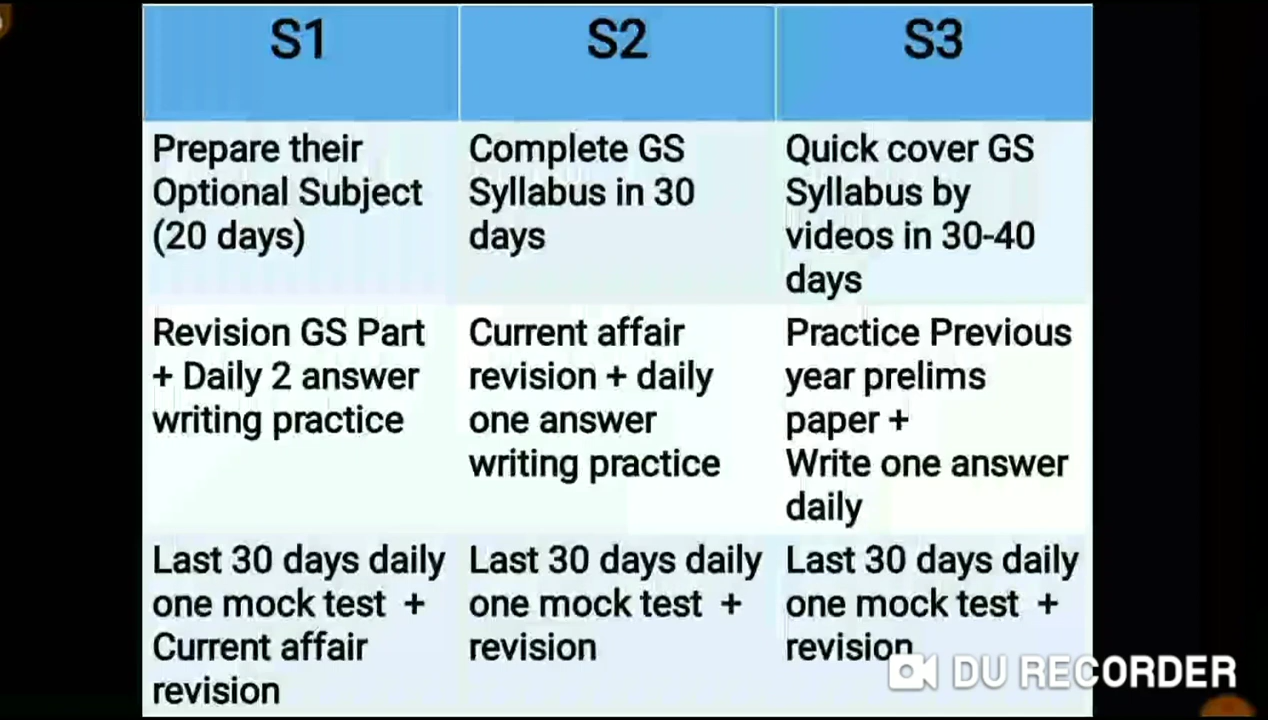 S1
S2
S3
Prepare their
Optional Subject
(20 days)
Complete GS
Syllabus in 30
days
Quick cover GS
Syllabus by
videos in 30-40
days
Revision GS Part
+ Daily 2 answer
writing practice
Current affair
revision + daily
one answer
writing practice
Practice Previous
year prelims
paper +
Write one answer
daily
Last 30 days daily
one mock test +
Current affair
revision
Last 30 days daily
one mock test +
revision
Last 30 days daily
one mock test +
revision
DU RECORDER